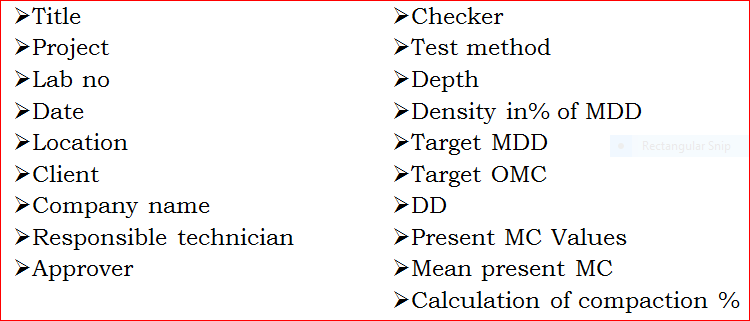 ➢Title
➢Project
➢Lab no
➢Date
➢Location
➢Client
➢Company name
➢Responsible technician
➢Approver
➢Checker
➢Test method
➢Depth
➢Density in% of MDD
➢Target MDD
➢Target OMC
➢DD
➢Present MC Values
➢Mean present MC
➢Calculation of compaction %
Rectangular Snip